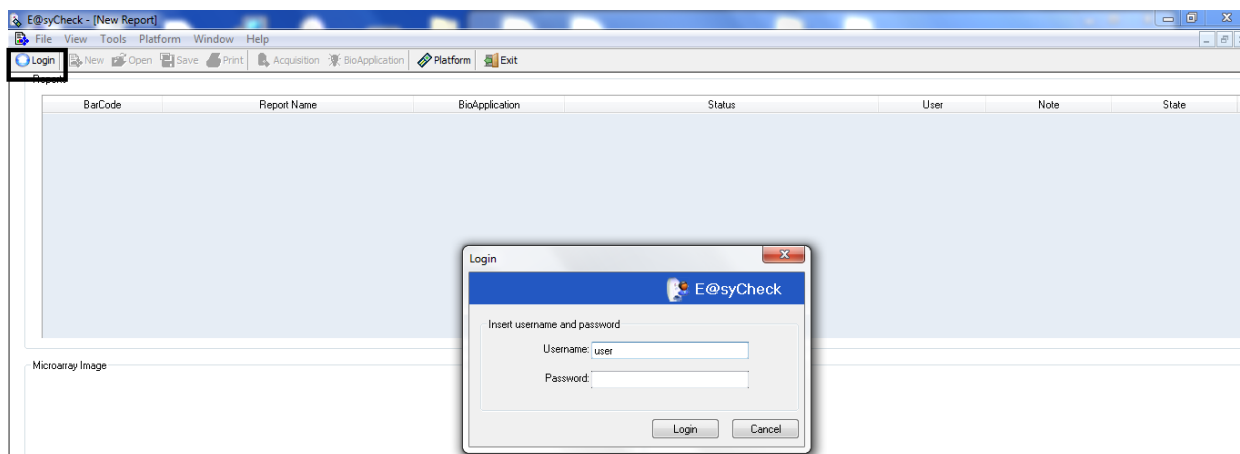 E@syCheck - [New Report]
File View Tools Platform Window Help
Login New Open Save Print Acquisition BioApplication Platform Exit
Reports
BarCode Report Name BioApplication Status User Note State
Login
E@syCheck
Insert username and password
Username: user
Password:
Login Cancel
Microarray Image